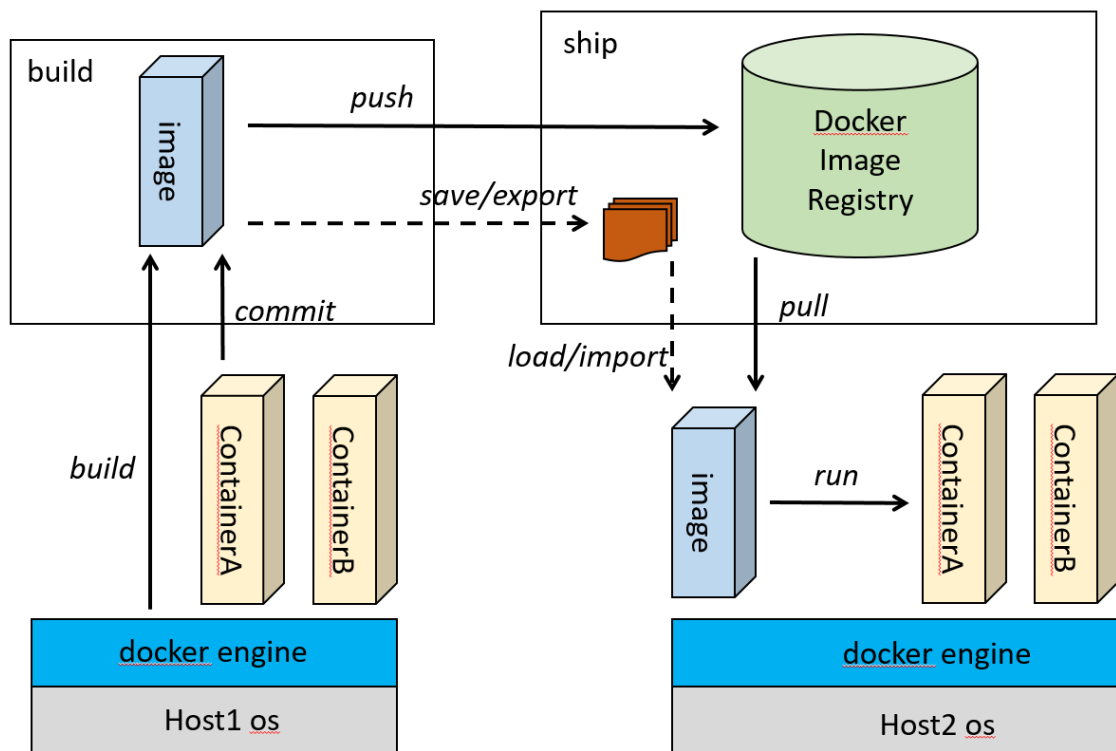 build
image
push
save/export
commit
build
ContainerA
ContainerB
docker engine
Host1 os
ship
Docker
Image
Registry
pull
load/import
image
run
ContainerA
ContainerB
docker engine
Host2 os